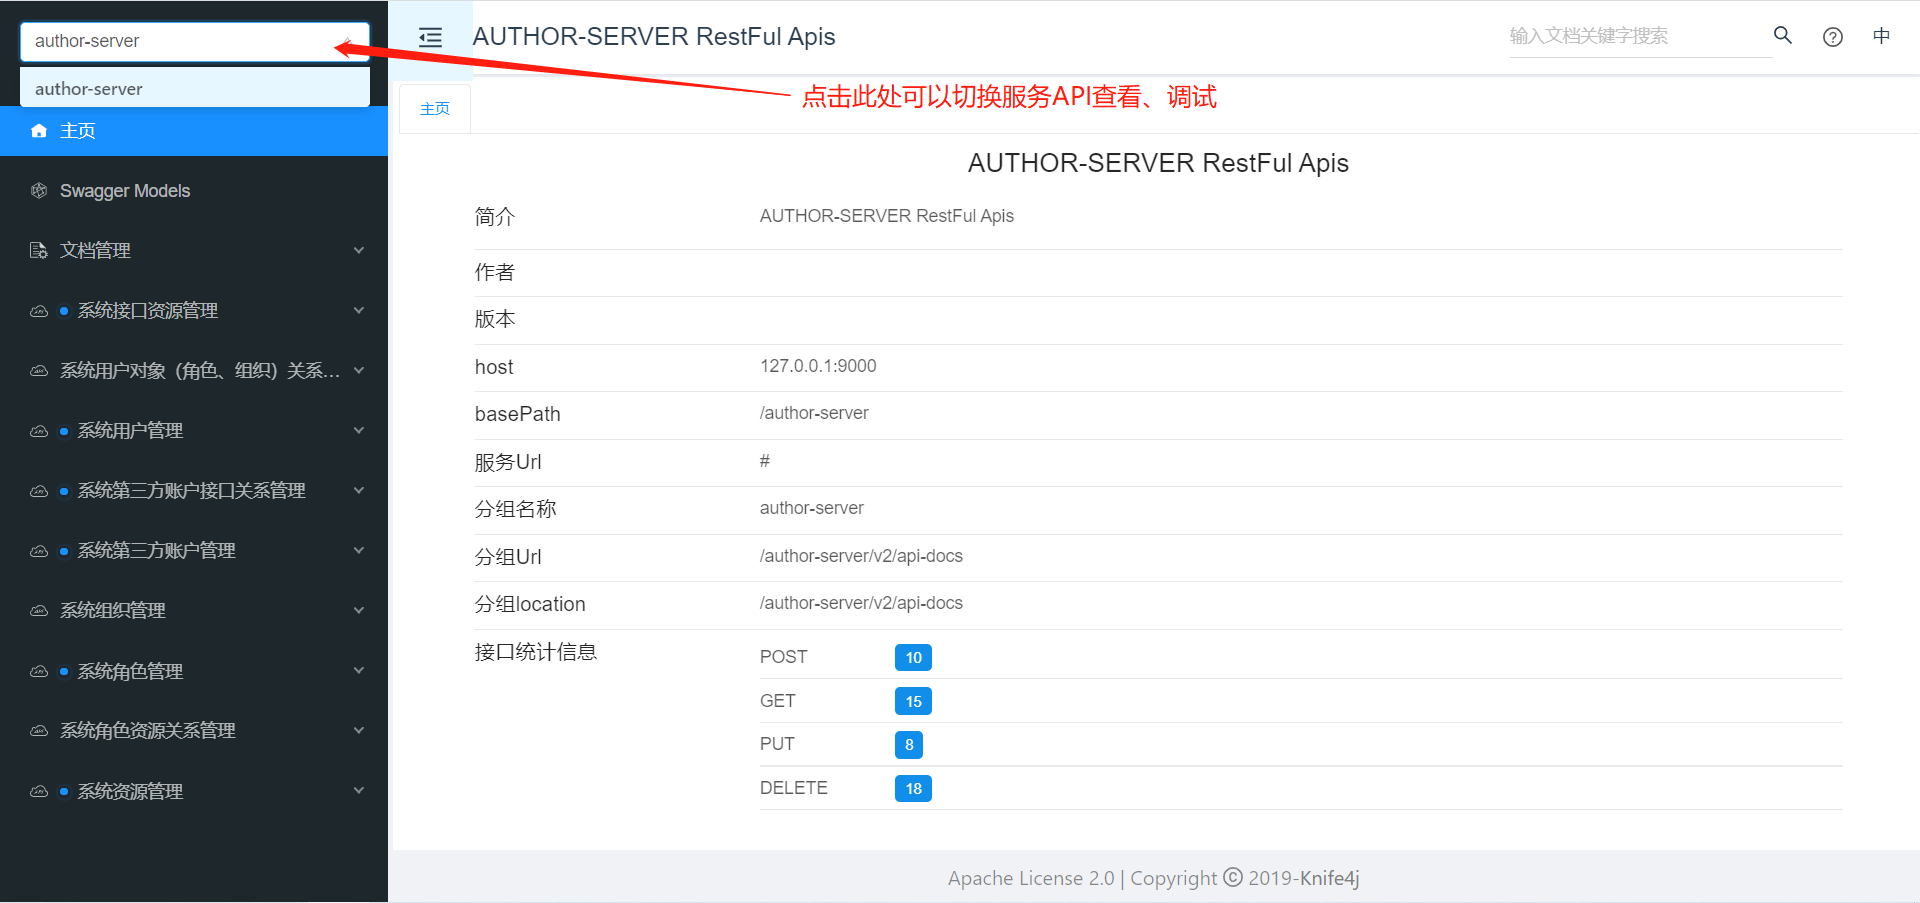 author-server
author-server
主页
Swagger Models
文档管理
系统接口资源管理
系统用户对象（角色、组织）关系...
系统用户管理
系统第三方账户接口关系管理
系统第三方账户管理
系统组织管理
系统角色管理
系统角色资源关系管理
系统资源管理
AUTHOR-SERVER RestFul Apis
输入文档关键字搜索
中
点击此处可以切换服务API查看、调试
主页
AUTHOR-SERVER RestFul Apis
简介 AUTHOR-SERVER RestFul Apis
作者
版本
host 127.0.0.1:9000
basePath /author-server
服务Url #
分组名称 author-server
分组Url /author-server/v2/api-docs
分组location /author-server/v2/api-docs
接口统计信息
POST 10
GET 15
PUT 8
DELETE 18
Apache License 2.0 | Copyright © 2019-Knife4j